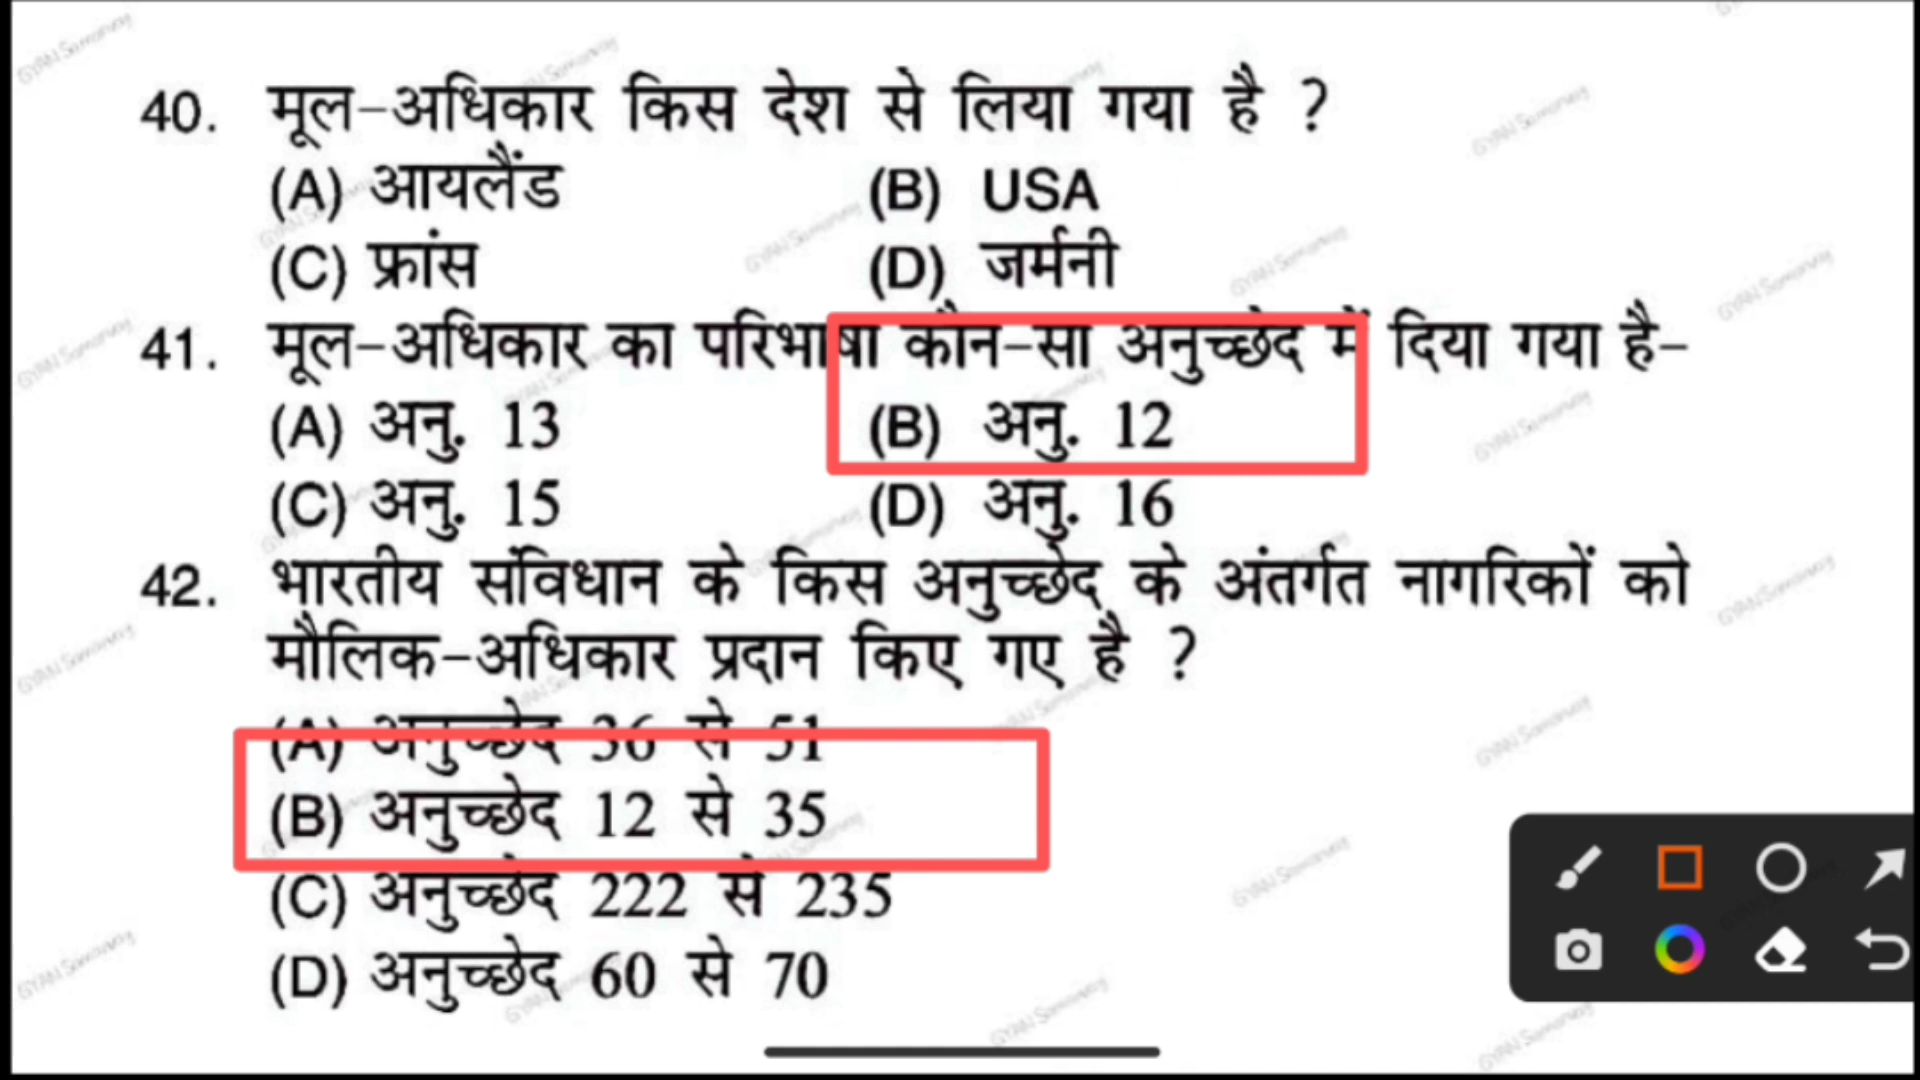 40. मूल-अधिकार किस देश से लिया गया है ?
(A) आयलैंड (B) USA
(C) फ्रांस (D) जर्मनी
41. मूल-अधिकार का परिभाषा कौन-सा अनुच्छेद में दिया गया है-
(A) अनु. 13 (B) अनु. 12
(C) अनु. 15 (D) अनु. 16
42. भारतीय संविधान के किस अनुच्छेद के अंतर्गत नागरिकों को
मौलिक-अधिकार प्रदान किए गए है ?
(A) अनुच्छेद 36 से 51
(B) अनुच्छेद 12 से 35
(C) अनुच्छेद 222 से 235
(D) अनुच्छेद 60 से 70